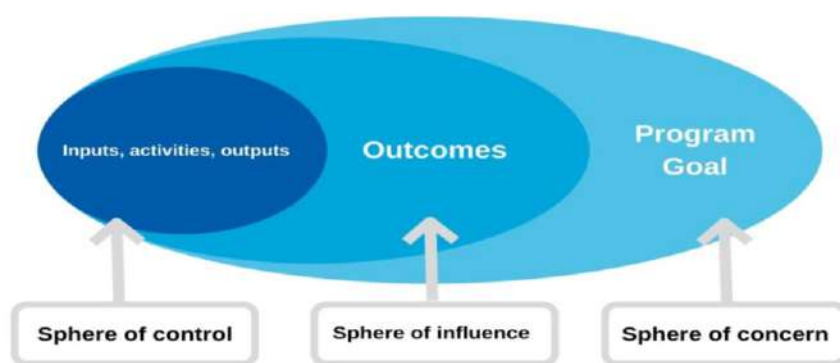 Inputs, activities, outputs
Outcomes
Program
Goal
Sphere of control
Sphere of influence
Sphere of concern